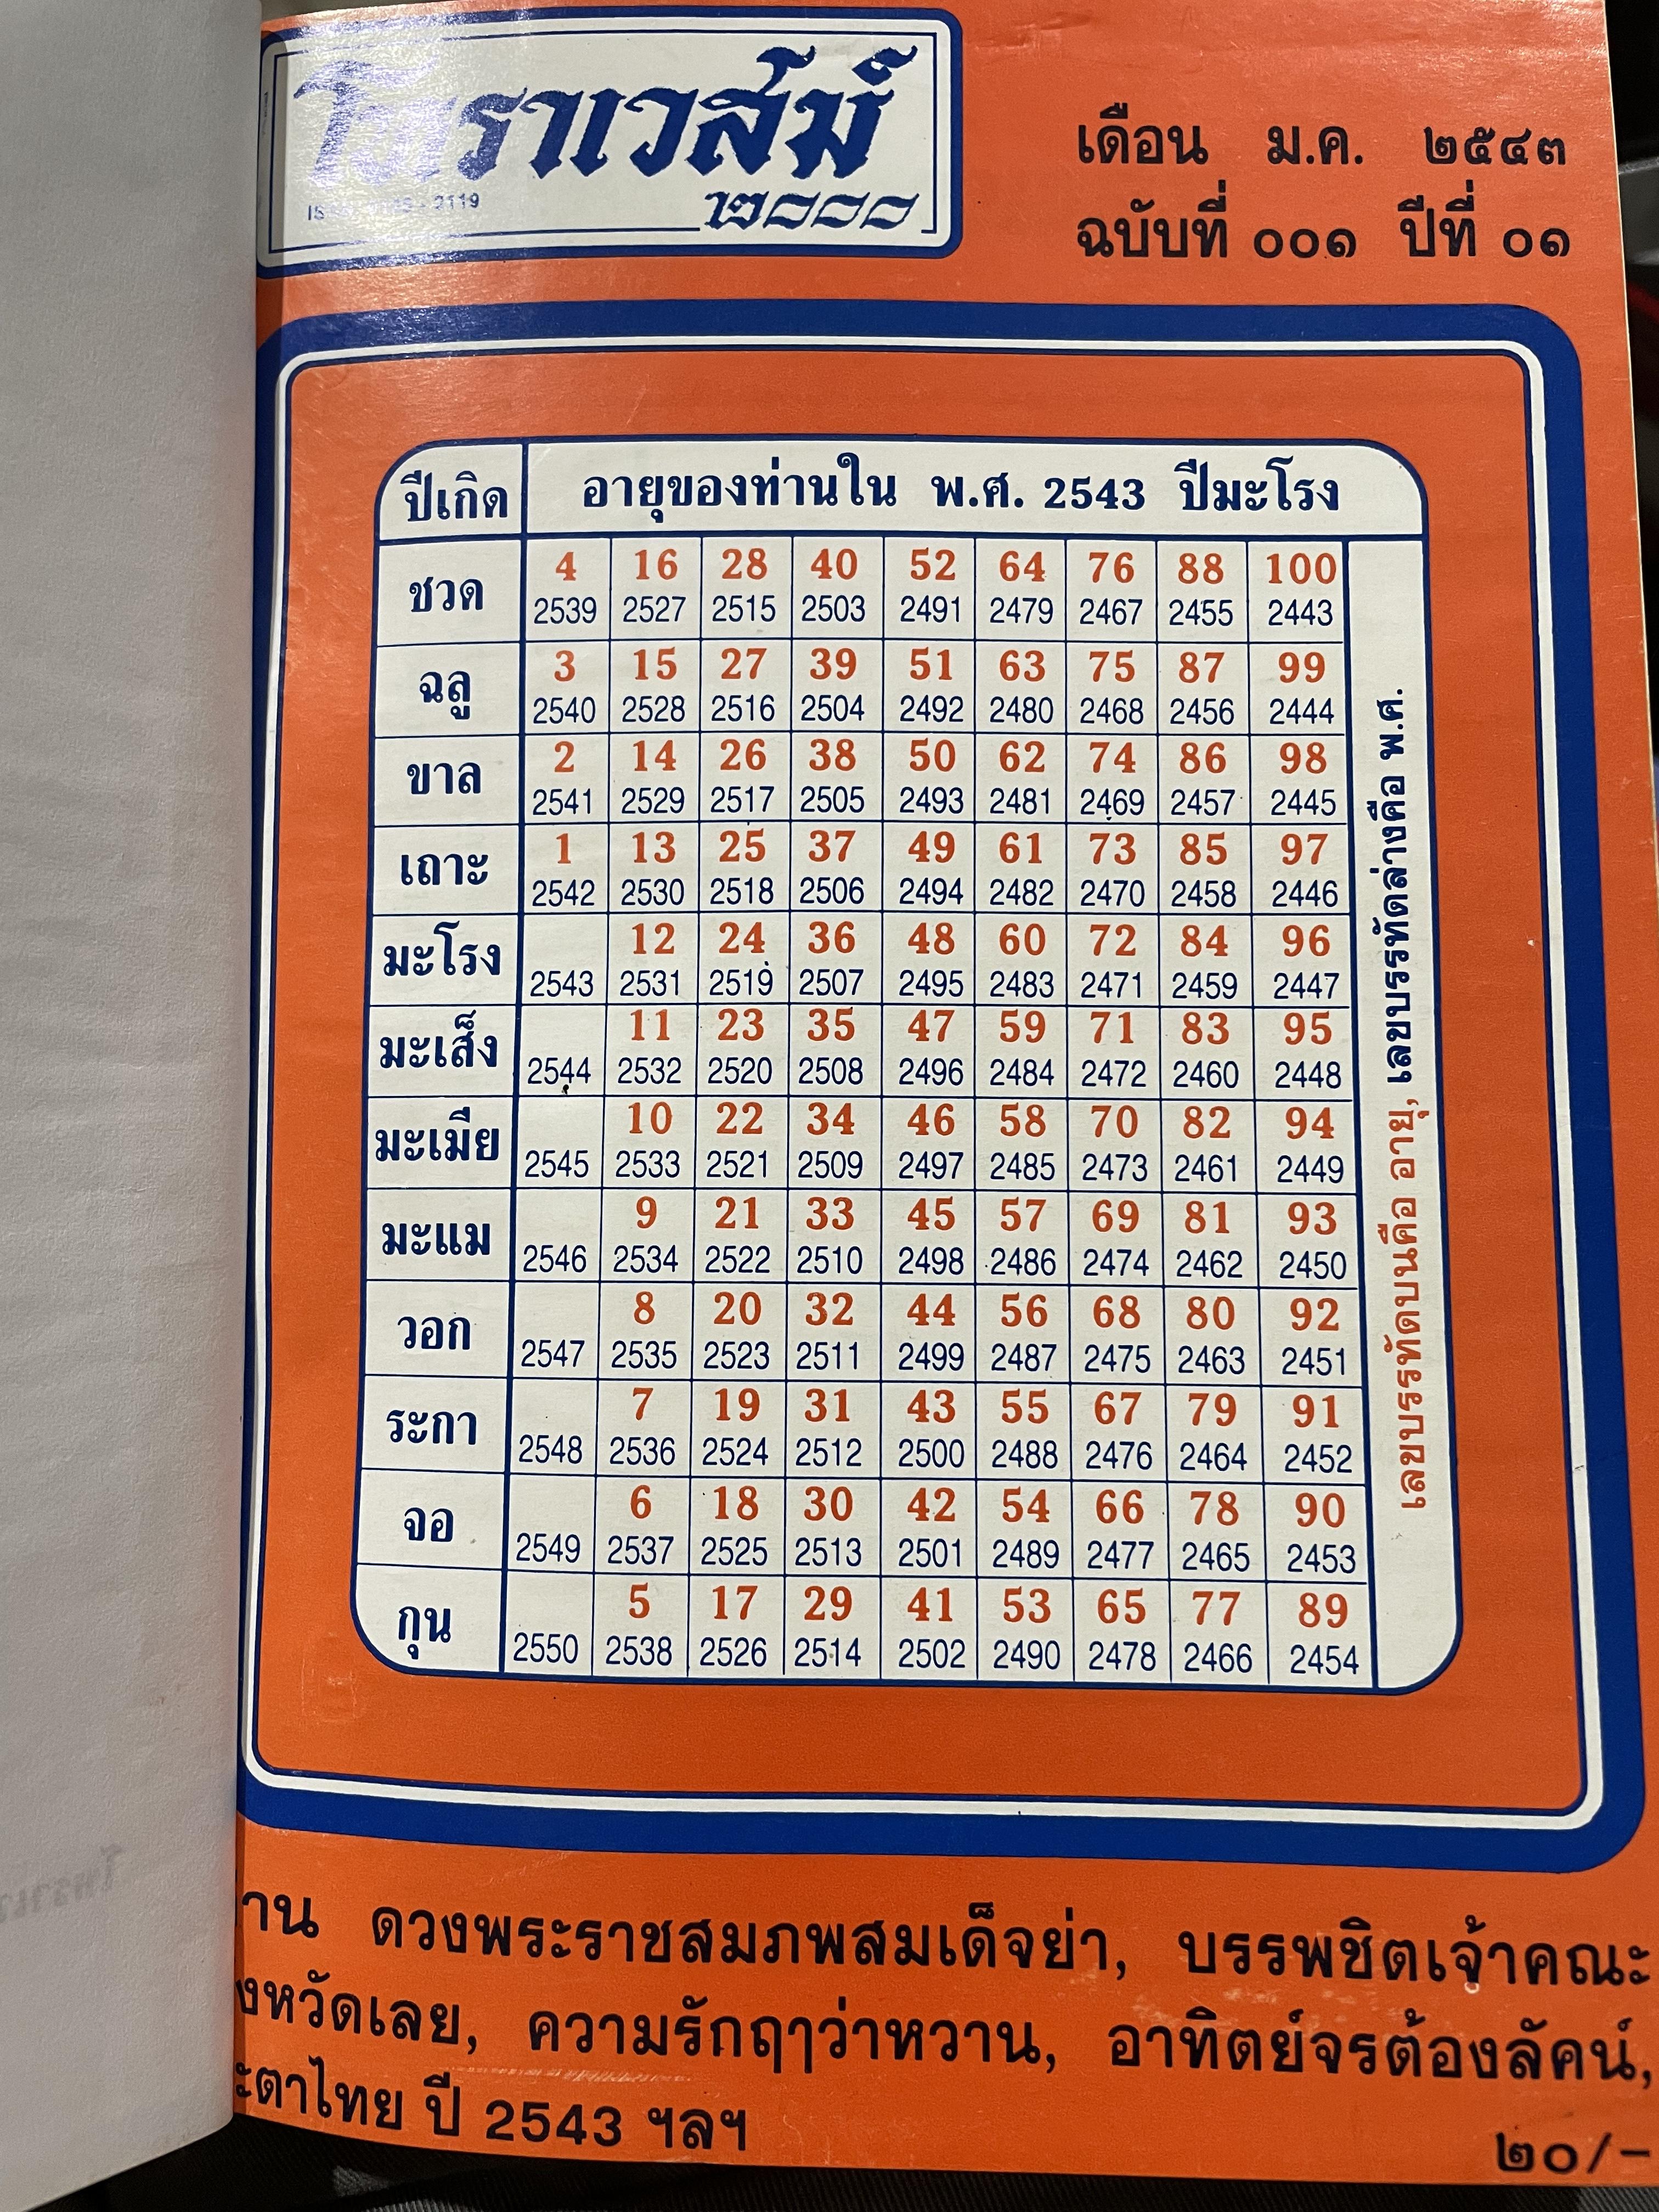 โหราเวสม์
๒๐๐๐
2119
เดือน ม.ค. ๒๕๔๓
ฉบับที่ ๐๐๑ ปีที่ ๐๑
ปีเกิด อายุของท่านใน พ.ศ. 2543 ปีมะโรง
ชวด 4 16 28 40 52 64 76 88 100
2539 2527 2515 2503 2491 2479 2467 2455 2443
ฉลู 3 15 27 39 51 63 75 87 99
2540 2528 2516 2504 2492 2480 2468 2456 2444
ขาล 2 14 26 38 50 62 74 86 98
2541 2529 2517 2505 2493 2481 2469 2457 2445
เถาะ 1 13 25 37 49 61 73 85 97
2542 2530 2518 2506 2494 2482 2470 2458 2446
มะโรง 12 24 36 48 60 72 84 96
2543 2531 2519 2507 2495 2483 2471 2459 2447
มะเส็ง 11 23 35 47 59 71 83 95
2544 2532 2520 2508 2496 2484 2472 2460 2448
มะเมีย 10 22 34 46 58 70 82 94
2545 2533 2521 2509 2497 2485 2473 2461 2449
มะแม 9 21 33 45 57 69 81 93
2546 2534 2522 2510 2498 2486 2474 2462 2450
วอก 8 20 32 44 56 68 80 92
2547 2535 2523 2511 2499 2487 2475 2463 2451
ระกา 7 19 31 43 55 67 79 91
2548 2536 2524 2512 2500 2488 2476 2464 2452
จอ 6 18 30 42 54 66 78 90
2549 2537 2525 2513 2501 2489 2477 2465 2453
กุน 5 17 29 41 53 65 77 89
2550 2538 2526 2514 2502 2490 2478 2466 2454
เลขบรรทัดบนคือ อายุ, เลขบรรทัดล่างคือ พ.ศ.
าน ดวงพระราชสมภพสมเด็จย่า, บรรพชิตเจ้าคณะ
งหวัดเลย, ความรักฤๅว่าหวาน, อาทิตย์จรต้องลัคน์,
ะตาไทย ปี 2543 ฯลฯ
๒๐/-